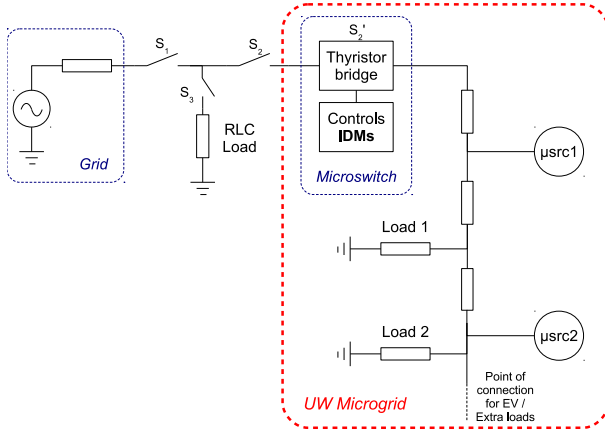 S1
S2
S2'
Thyristor
bridge
S3
RLC
Load
Controls
IDMs
Grid
Microswitch
µsrc1
Load 1
Load 2
µsrc2
Point of
connection
for EV /
Extra loads
UW Microgrid